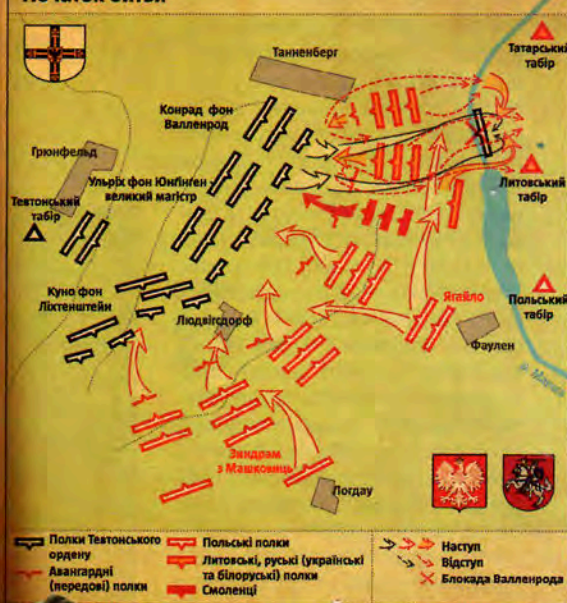 Татарський
табір
Танненберг
Конрад фон
Валленрод
Грюнфельд
Ульріх фон Юнґінґен
великий магістр
Тевтонський
табір
Литовський
табір
Куно фон
Ліхтенштейн
Людвігсдорф
Ягайло
Фаулен
Польський
табір
Зиндрам
з Машковиць
Логдау
Полки Тевтонського
ордену
Авангардні
(передові) полки
Польські полки
Литовські, руські (українські
та білоруські) полки
Смоленці
Наступ
Відступ
Блокада Валленрода